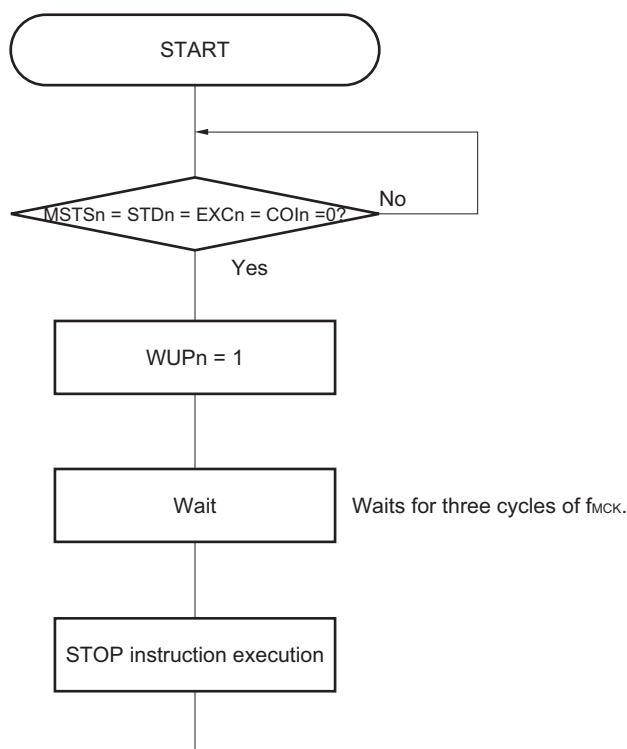 START
MSTSn = STDn = EXCn = COIn =0?
No
Yes
WUPn = 1
Wait
Waits for three cycles of fMCK.
STOP instruction execution